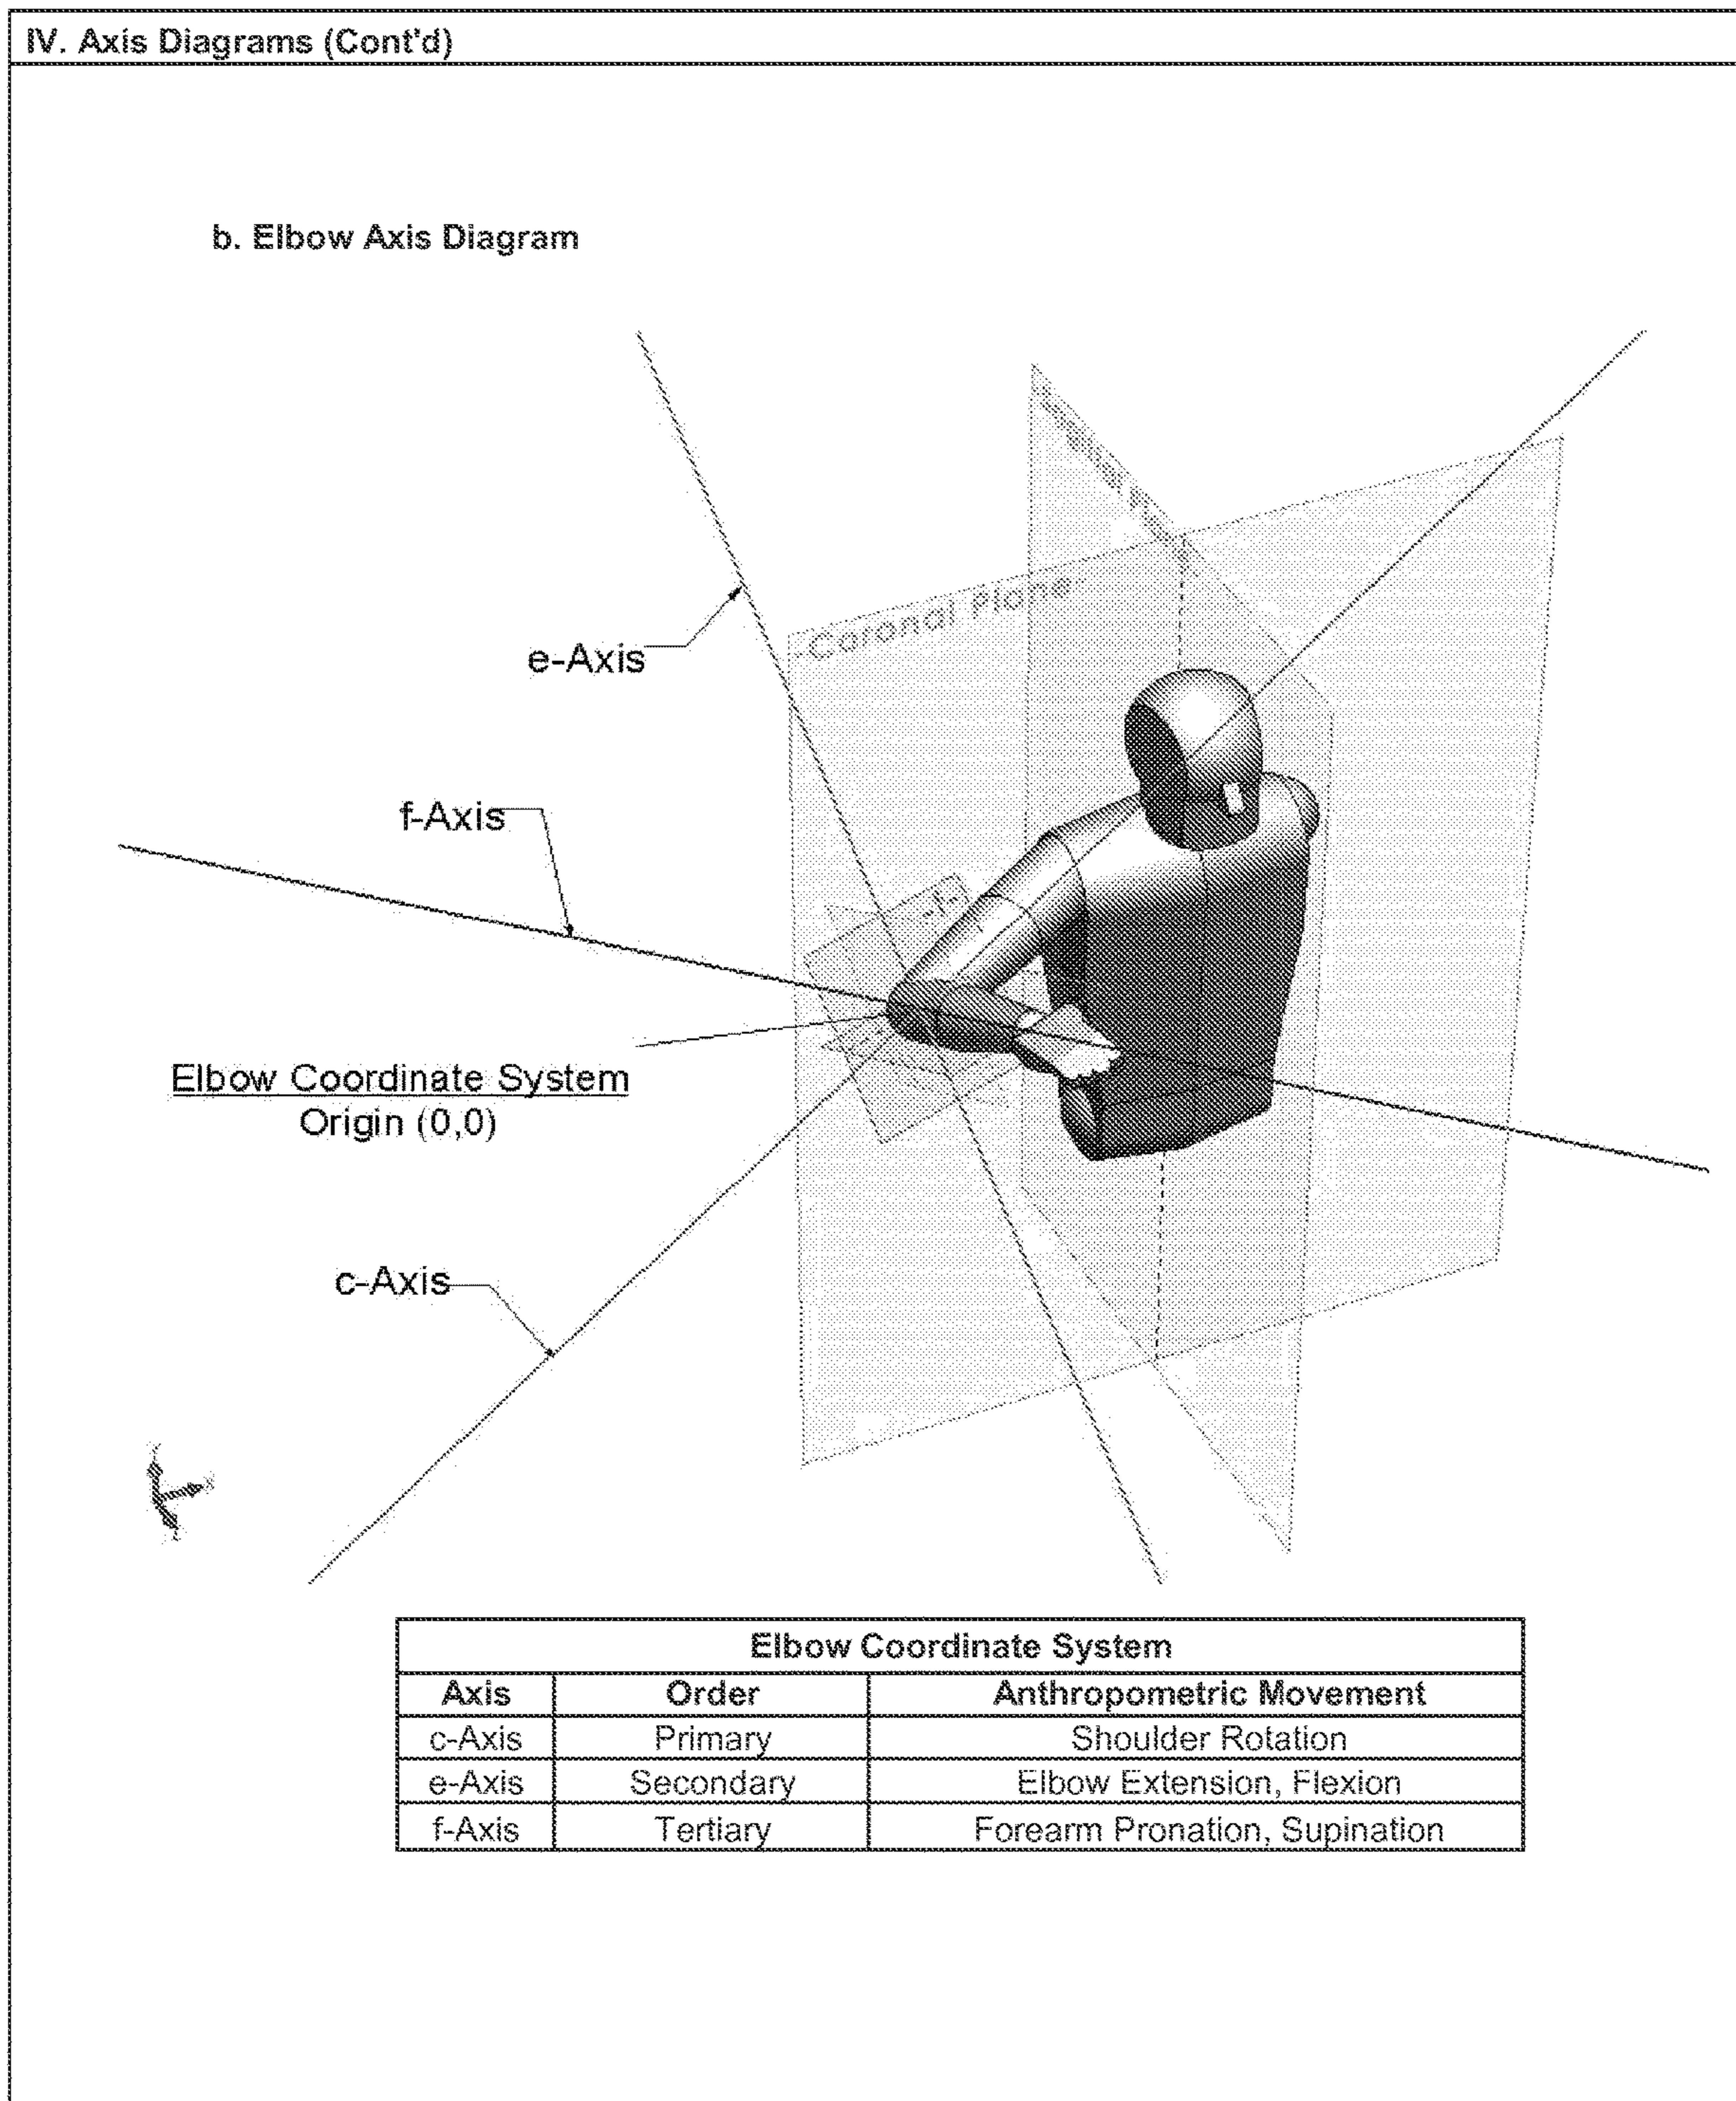 IV. Axis Diagrams (Cont'd)
b. Elbow Axis Diagram
e-Axis
Coronal Plane
f-Axis
Elbow Coordinate System
Origin (0,0)
c-Axis
Elbow Coordinate System
Axis Order Anthropometric Movement
c-Axis Primary Shoulder Rotation
e-Axis Secondary Elbow Extension, Flexion
f-Axis Tertiary Forearm Pronation, Supination